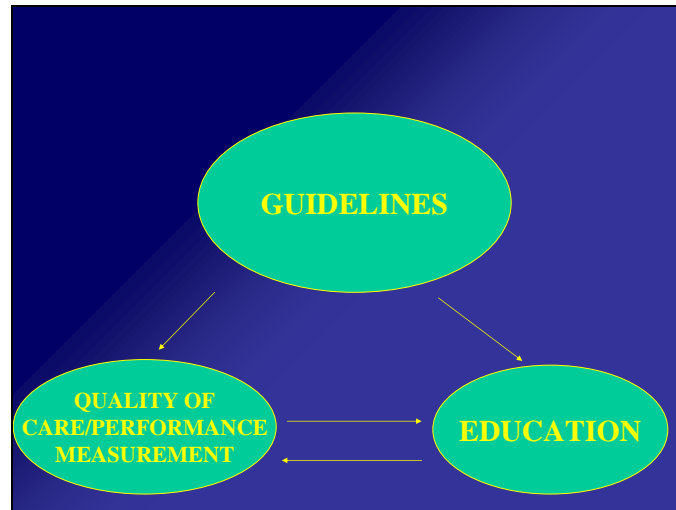 GUIDELINES
QUALITY OF
CARE/PERFORMANCE
MEASUREMENT
EDUCATION